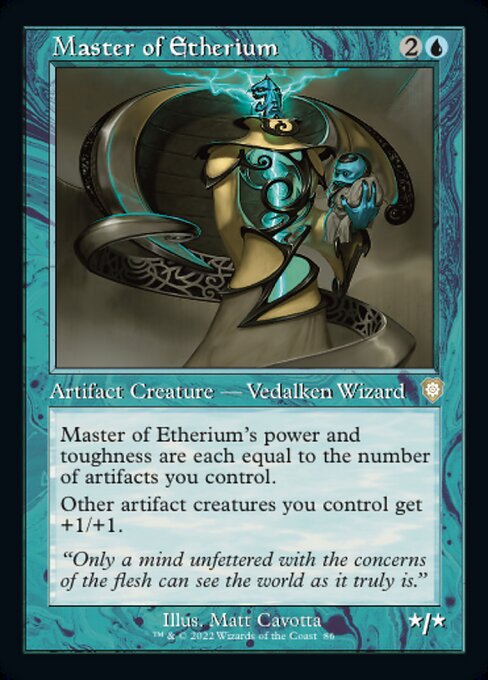 Master of Etherium 2
Artifact Creature — Vedalken Wizard
Master of Etherium's power and
toughness are each equal to the number
of artifacts you control.
Other artifact creatures you control get
+1/+1.
“Only a mind unfettered with the concerns
of the flesh can see the world as it truly is.”
Illus. Matt Cavotta
™ & © 2022 Wizards of the Coast 86
★/★